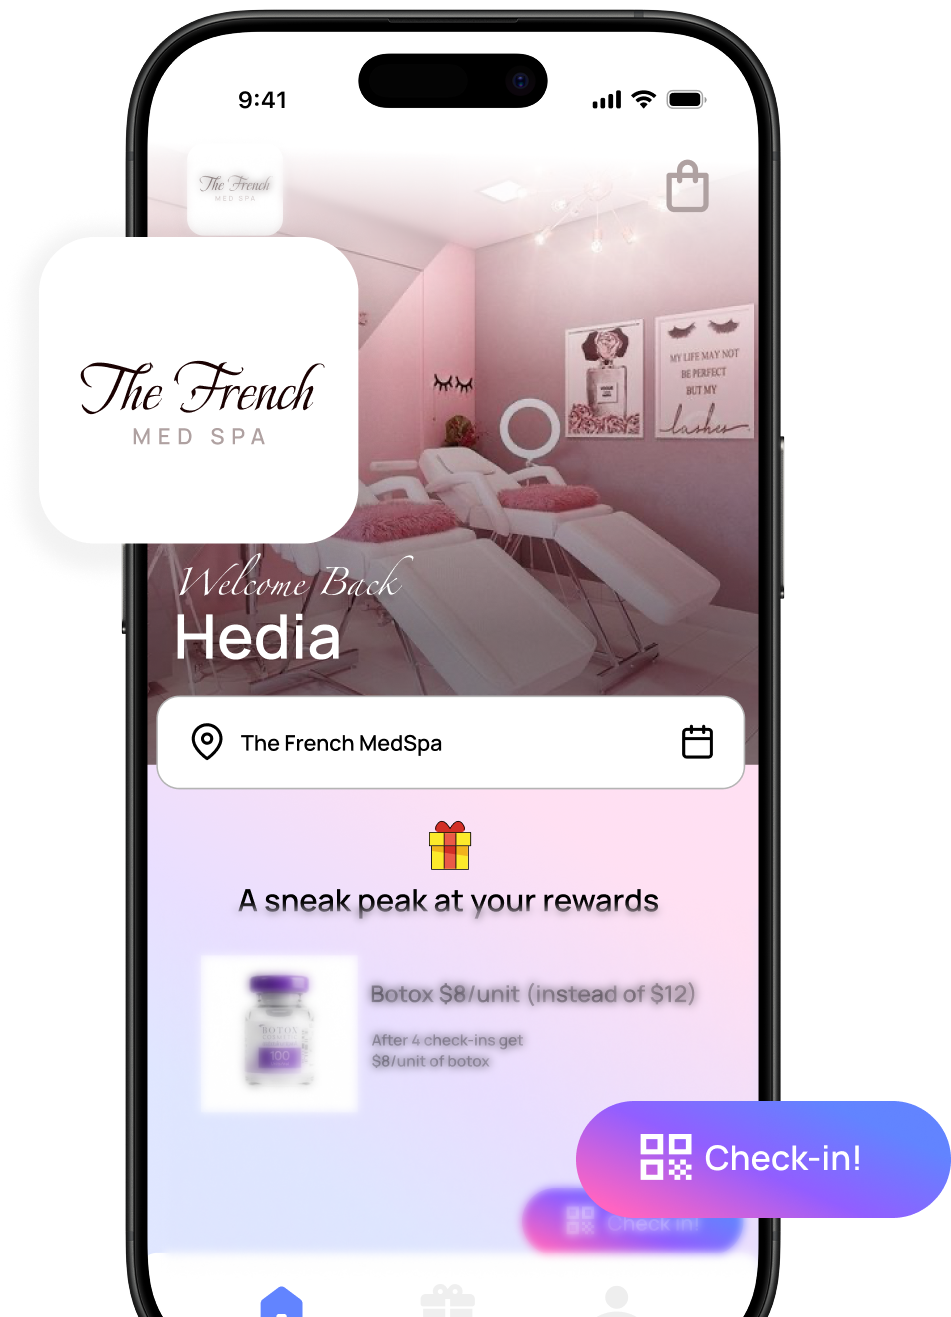 9:41
The French
MED SPA
The French
MED SPA
MY LIFE MAY NOT
BE PERFECT
BUT MY
lashes
Welcome Back
Hedia
The French MedSpa
A sneak peak at your rewards
Botox $8/unit (instead of $12)
BOTOX
100
After 4 check-ins get
$8/unit of botox
Check-in!
Check in!